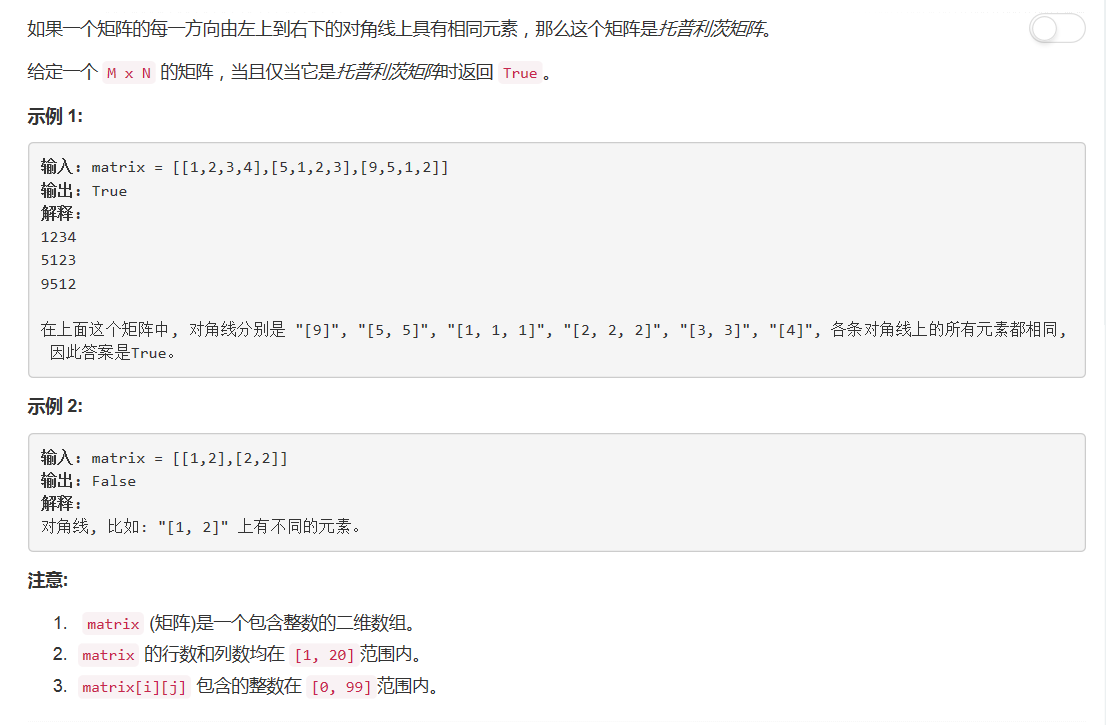 如果一个矩阵的每一方向由左上到右下的对角线上具有相同元素，那么这个矩阵是托普利茨矩阵。
给定一个 M x N 的矩阵，当且仅当它是托普利茨矩阵时返回 True 。
示例 1:
输入: matrix = [[1,2,3,4],[5,1,2,3],[9,5,1,2]]
输出: True
解释:
1234
5123
9512
在上面这个矩阵中, 对角线分别是 "[9]", "[5, 5]", "[1, 1, 1]", "[2, 2, 2]", "[3, 3]", "[4]", 各条对角线上的所有元素都相同,
因此答案是True。
示例 2:
输入: matrix = [[1,2],[2,2]]
输出: False
解释:
对角线, 比如: "[1, 2]" 上有不同的元素。
注意:
1. matrix (矩阵)是一个包含整数的二维数组。
2. matrix 的行数和列数均在 [1, 20] 范围内。
3. matrix[i][j] 包含的整数在 [0, 99] 范围内。